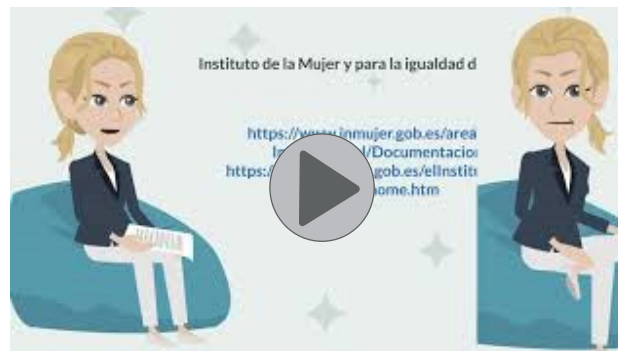 Instituto de la Mujer y para la igualdad d
https://www.inmujer.gob.es/area
l/Documentacion
https:// gob.es/elInstitu
home.htm